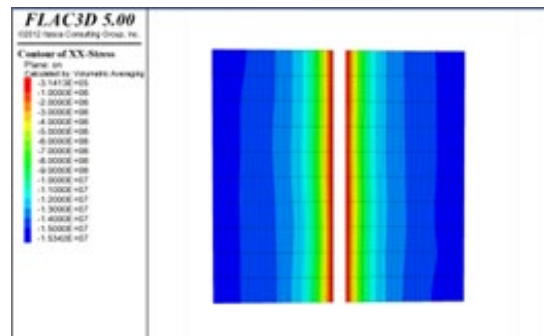 FLAC3D 5.00
©2012 Itasca Consulting Group, Inc.
Contour of XX-Stress
Plane: on
Calculated by: Volumetric Averaging
-3.1413E+05
-1.0000E+06
-2.0000E+06
-3.0000E+06
-4.0000E+06
-5.0000E+06
-6.0000E+06
-7.0000E+06
-8.0000E+06
-9.0000E+06
-1.0000E+07
-1.1000E+07
-1.2000E+07
-1.3000E+07
-1.4000E+07
-1.5000E+07
-1.5342E+07